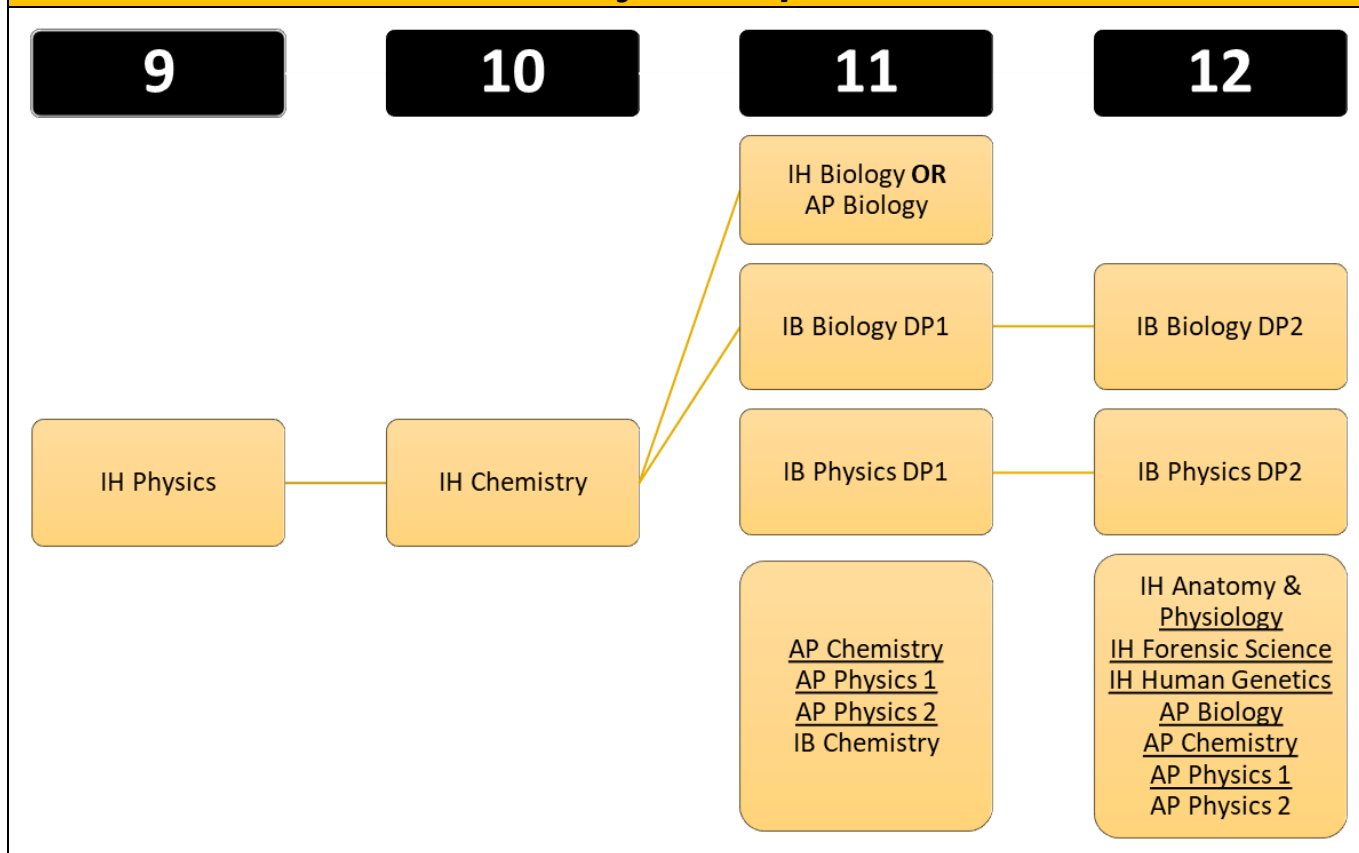 9
10
11
12
IH Biology OR
AP Biology
IB Biology DP1
IB Biology DP2
IH Physics
IH Chemistry
IB Physics DP1
IB Physics DP2
AP Chemistry
AP Physics 1
AP Physics 2
IB Chemistry
IH Anatomy &
Physiology
IH Forensic Science
IH Human Genetics
AP Biology
AP Chemistry
AP Physics 1
AP Physics 2